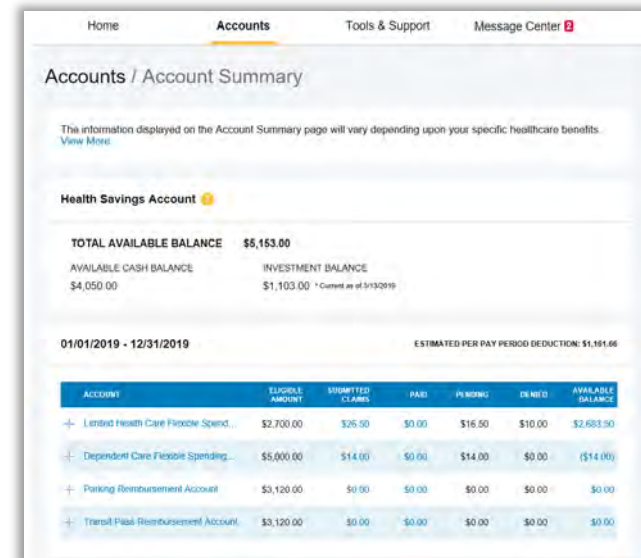 Home Accounts Tools & Support Message Center 2
Accounts / Account Summary
The information displayed on the Account Summary page will vary depending upon your specific healthcare benefits.
View More
Health Savings Account
TOTAL AVAILABLE BALANCE $5,153.00
AVAILABLE CASH BALANCE INVESTMENT BALANCE
$4,050.00 $1,103.00 * Current as of 3/13/2019
01/01/2019 - 12/31/2019 ESTIMATED PER PAY PERIOD DEDUCTION: $1,161.66
ACCOUNT ELIGIBLE AMOUNT SUBMITTED CLAIMS PAID PENDING DENIED AVAILABLE BALANCE
Limited Health Care Flexible Spend... $2,700.00 $26.50 $0.00 $16.50 $10.00 $2,683.50
Dependent Care Flexible Spending... $5,000.00 $14.00 $0.00 $14.00 $0.00 ($14.00)
Parking Reimbursement Account $3,120.00 $0.00 $0.00 $0.00 $0.00 $0.00
Transit Pass Reimbursement Account $3,120.00 $0.00 $0.00 $0.00 $0.00 $0.00